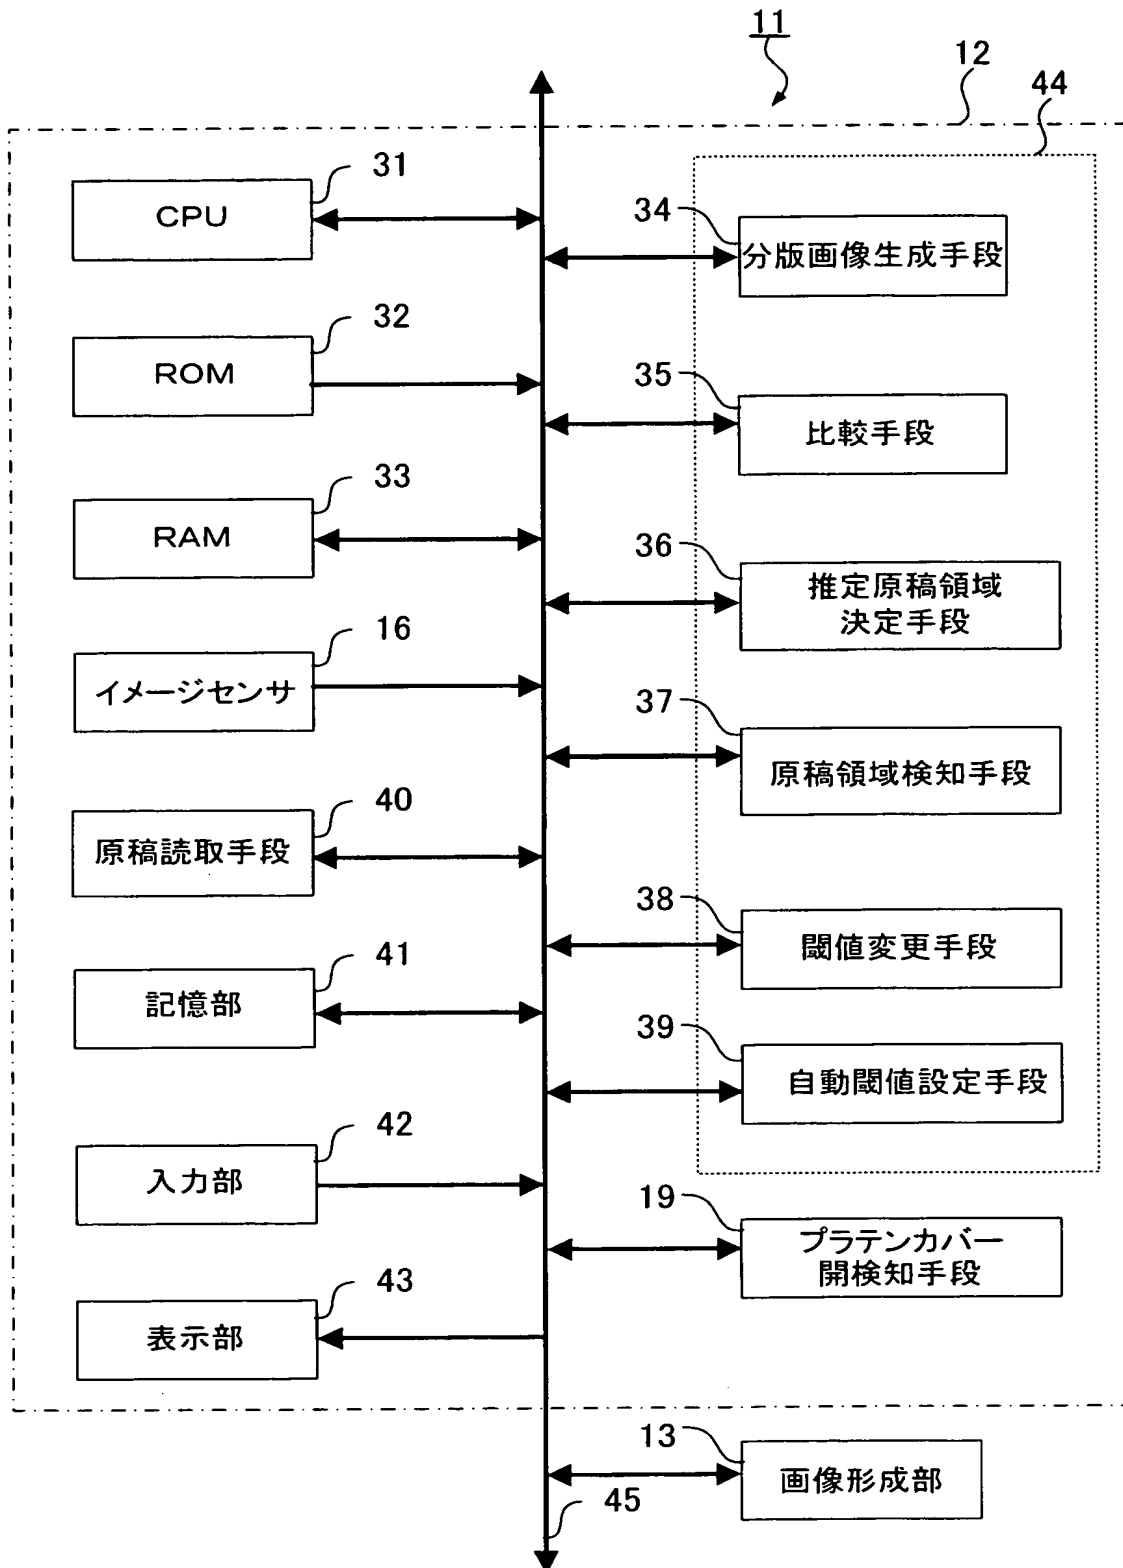 11
12
44
31
CPU
34
分版画像生成手段
32
ROM
35
比較手段
33
RAM
36
推定原稿領域
決定手段
16
イメージセンサ
37
原稿領域検知手段
40
原稿読取手段
38
閾値変更手段
41
記憶部
39
自動閾値設定手段
42
入力部
19
プラテンカバー
開検知手段
43
表示部
13
画像形成部
45